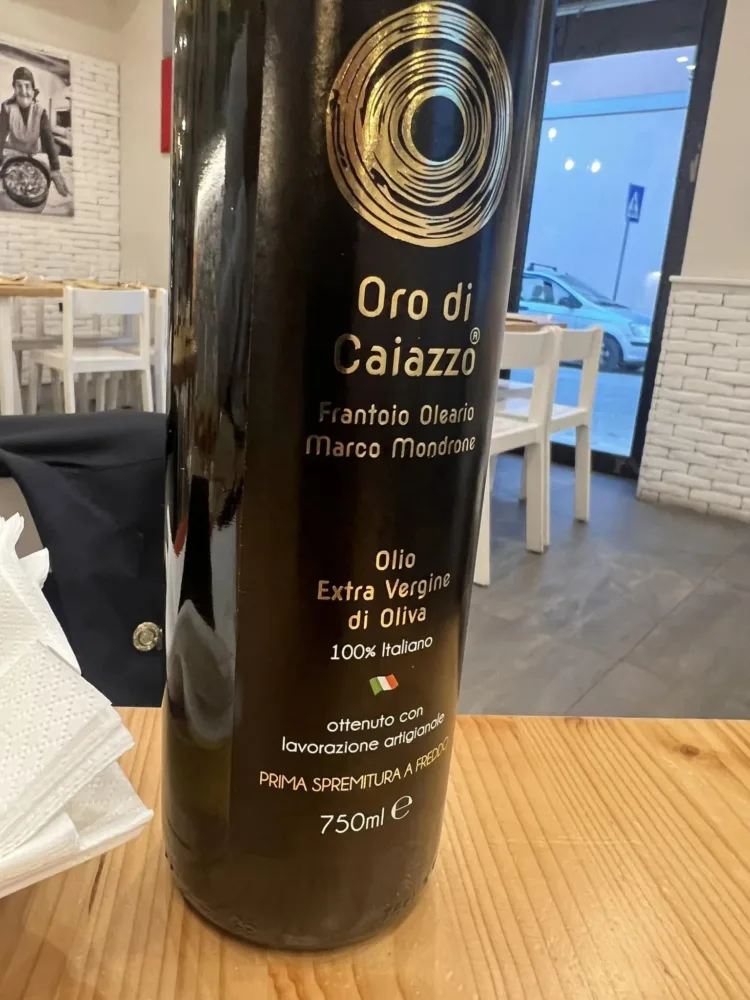 Oro di
Caiazzo®
Frantoio Oleario
Marco Mondrone
Olio
Extra Vergine
di Oliva
100% Italiano
ottenuto con
lavorazione artigianale
PRIMA SPREMITURA A FREDDO
750ml ℮